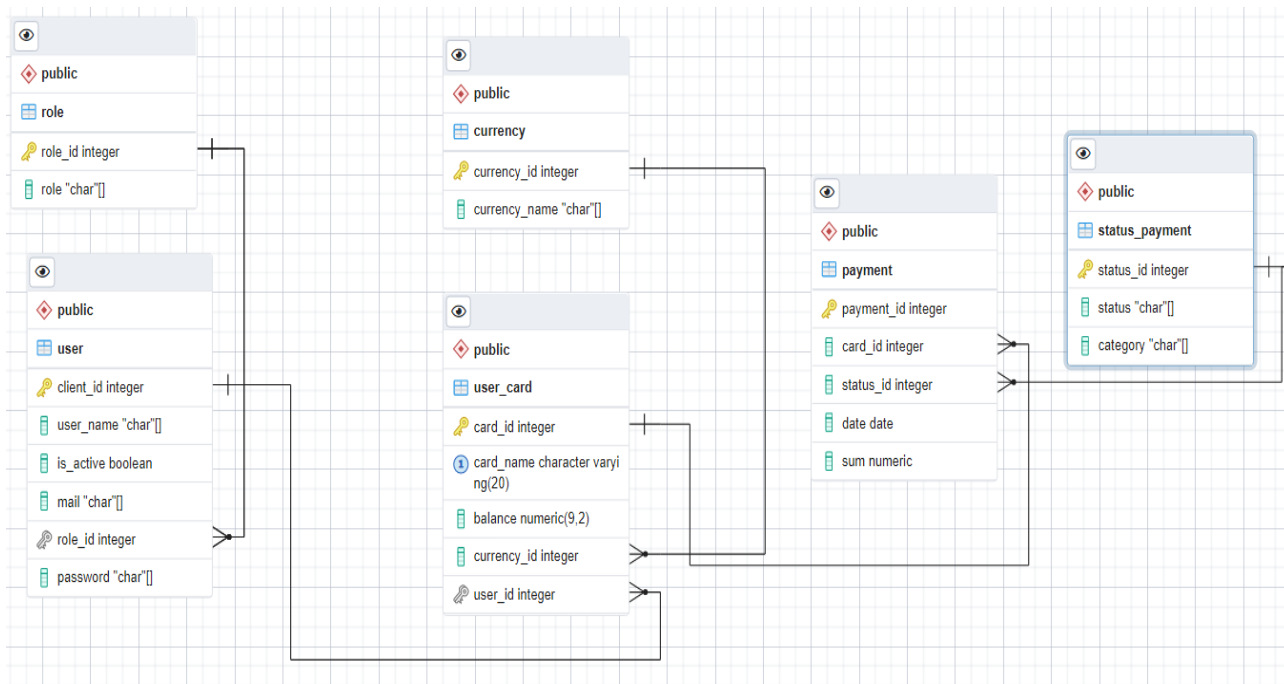 public
role
role_id integer
role "char"[]
public
user
client_id integer
user_name "char"[]
is_active boolean
mail "char"[]
role_id integer
password "char"[]
public
currency
currency_id integer
currency_name "char"[]
public
user_card
card_id integer
1
card_name character varyi
ng(20)
balance numeric(9,2)
currency_id integer
user_id integer
public
payment
payment_id integer
card_id integer
status_id integer
date date
sum numeric
public
status_payment
status_id integer
status "char"[]
category "char"[]